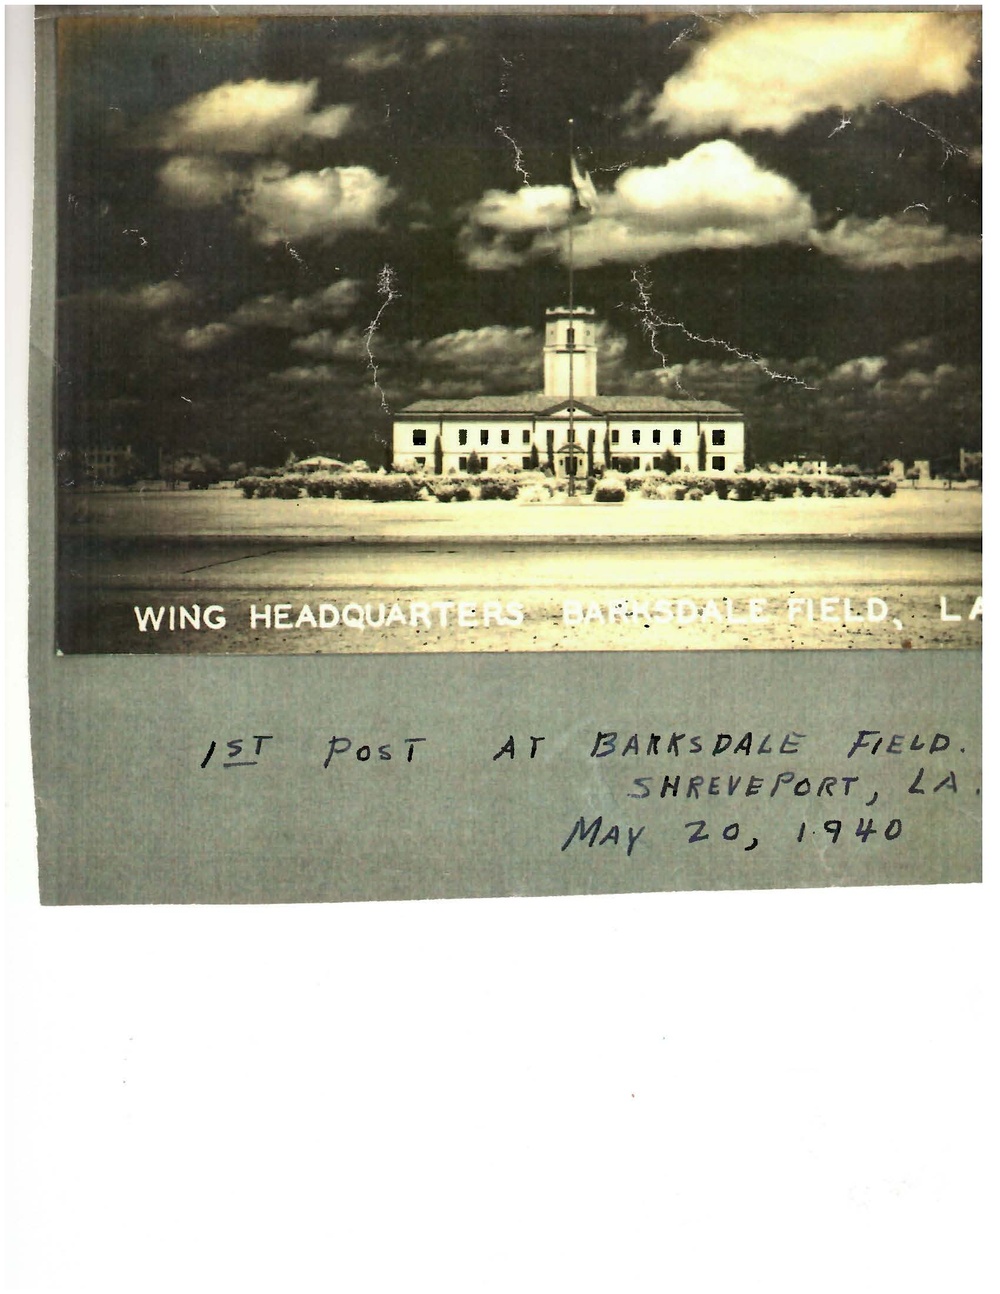 WING HEADQUARTERS BARKSDALE FIELD, LA
1ST POST AT BARKSDALE FIELD.
SHREVEPORT, LA.
MAY 20, 1940